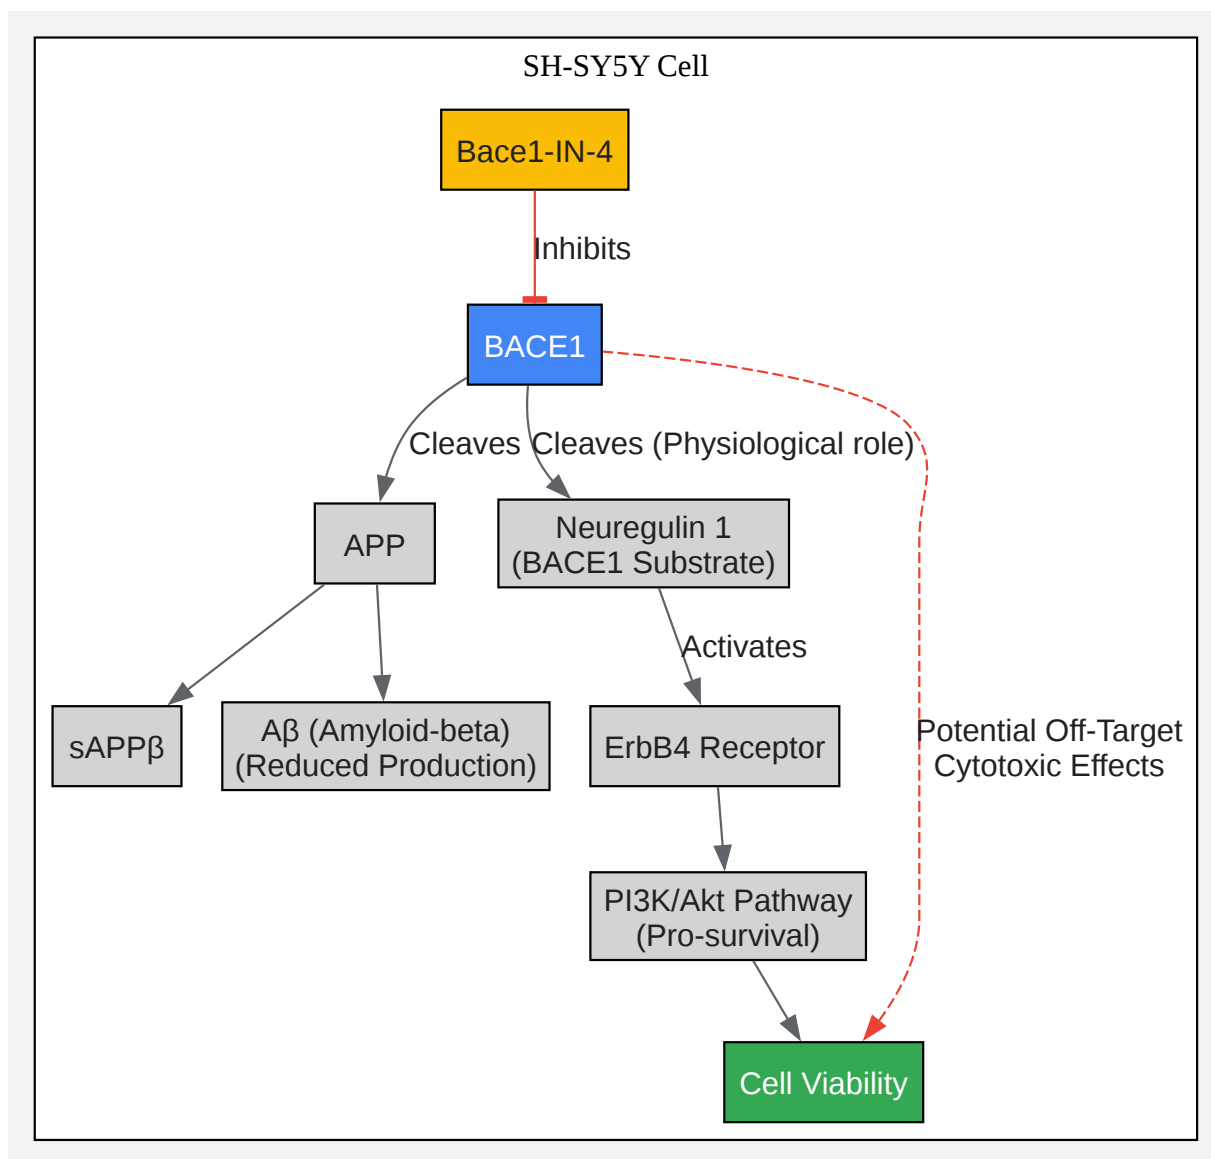 SH-SY5Y Cell
Bace1-IN-4
Inhibits
BACE1
Cleaves
Cleaves (Physiological role)
APP
Neuregulin 1
(BACE1 Substrate)
Activates
sAPPβ
Aβ (Amyloid-beta)
(Reduced Production)
ErbB4 Receptor
Potential Off-Target
Cytotoxic Effects
PI3K/Akt Pathway
(Pro-survival)
Cell Viability